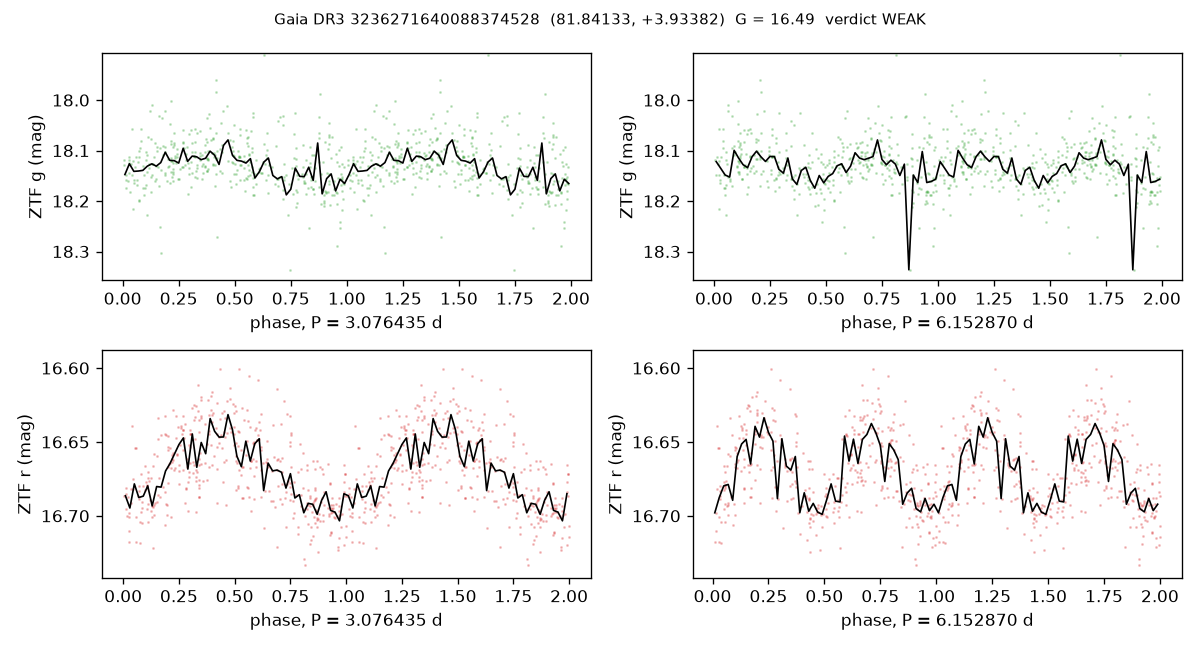 Gaia DR3 3236271640088374528  (81.84133, +3.93382)  G = 16.49  verdict WEAK
ZTF g (mag)
18.0
18.1
18.2
18.3
0.00 0.25 0.50 0.75 1.00 1.25 1.50 1.75 2.00
phase, P = 3.076435 d
ZTF g (mag)
18.0
18.1
18.2
18.3
0.00 0.25 0.50 0.75 1.00 1.25 1.50 1.75 2.00
phase, P = 6.152870 d
ZTF r (mag)
16.60
16.65
16.70
0.00 0.25 0.50 0.75 1.00 1.25 1.50 1.75 2.00
phase, P = 3.076435 d
ZTF r (mag)
16.60
16.65
16.70
0.00 0.25 0.50 0.75 1.00 1.25 1.50 1.75 2.00
phase, P = 6.152870 d